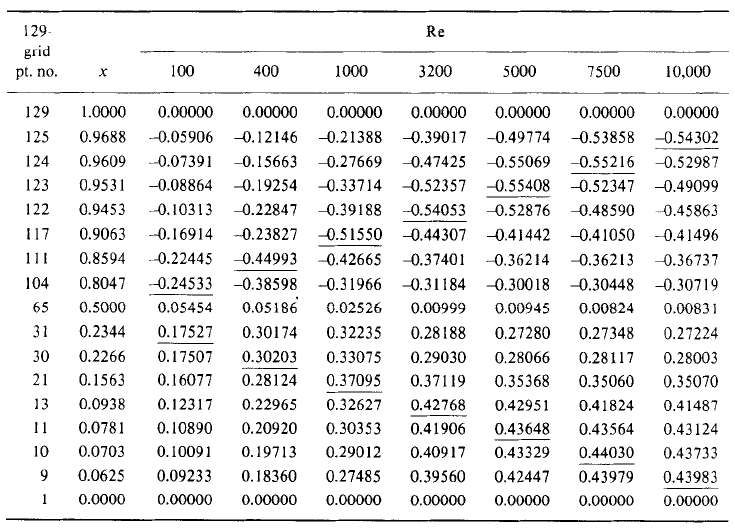 129-
grid
pt. no. x Re
100 400 1000 3200 5000 7500 10,000
129 1.0000 0.00000 0.00000 0.00000 0.00000 0.00000 0.00000 0.00000
125 0.9688 −0.05906 −0.12146 −0.21388 −0.39017 −0.49774 −0.53858 −0.54302
124 0.9609 −0.07391 −0.15663 −0.27669 −0.47425 −0.55069 −0.55216 −0.52987
123 0.9531 −0.08864 −0.19254 −0.33714 −0.52357 −0.55408 −0.52347 −0.49099
122 0.9453 −0.10313 −0.22847 −0.39188 −0.54053 −0.52876 −0.48590 −0.45863
117 0.9063 −0.16914 −0.23827 −0.51550 −0.44307 −0.41442 −0.41050 −0.41496
111 0.8594 −0.22445 −0.44993 −0.42665 −0.37401 −0.36214 −0.36213 −0.36737
104 0.8047 −0.24533 −0.38598 −0.31966 −0.31184 −0.30018 −0.30448 −0.30719
65 0.5000 0.05454 0.05186 0.02526 0.00999 0.00945 0.00824 0.00831
31 0.2344 0.17527 0.30174 0.32235 0.28188 0.27280 0.27348 0.27224
30 0.2266 0.17507 0.30203 0.33075 0.29030 0.28066 0.28117 0.28003
21 0.1563 0.16077 0.28124 0.37095 0.37119 0.35368 0.35060 0.35070
13 0.0938 0.12317 0.22965 0.32627 0.42768 0.42951 0.41824 0.41487
11 0.0781 0.10890 0.20920 0.30353 0.41906 0.43648 0.43564 0.43124
10 0.0703 0.10091 0.19713 0.29012 0.40917 0.43329 0.44030 0.43733
9 0.0625 0.09233 0.18360 0.27485 0.39560 0.42447 0.43979 0.43983
1 0.0000 0.00000 0.00000 0.00000 0.00000 0.00000 0.00000 0.00000